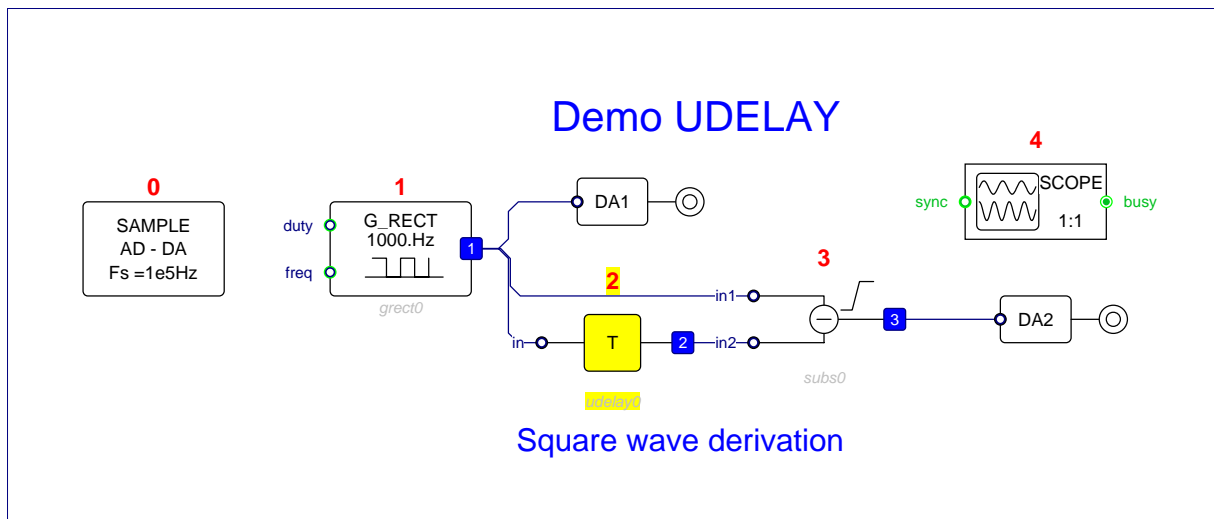 Demo UDELAY
4
0
1
SAMPLE
AD - DA
Fs =1e5Hz
duty
freq
G_RECT
1000.Hz
1
grect0
DA1
sync
SCOPE
1:1
busy
2
in
T
2
udelay0
in1
in2
3
subs0
3
DA2
Square wave derivation